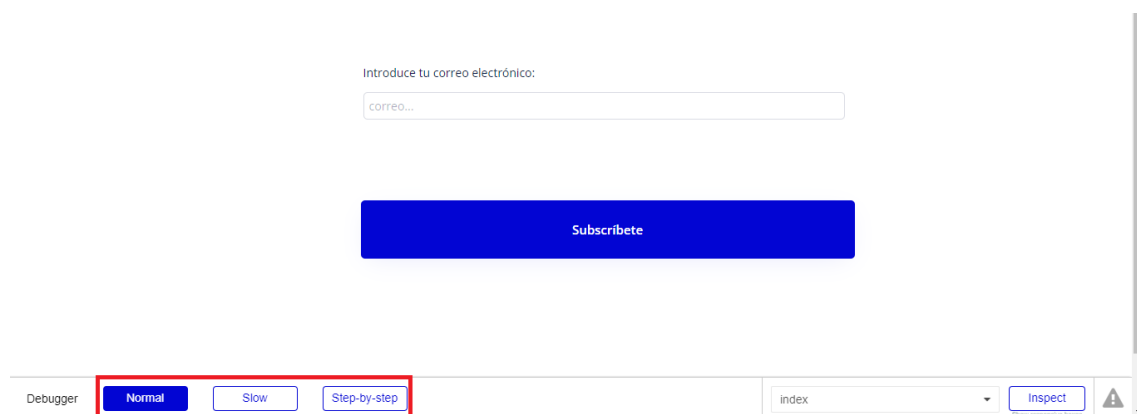 Introduce tu correo electrónico:
correo...
Subscríbete
Debugger Normal Slow Step-by-step index Inspect